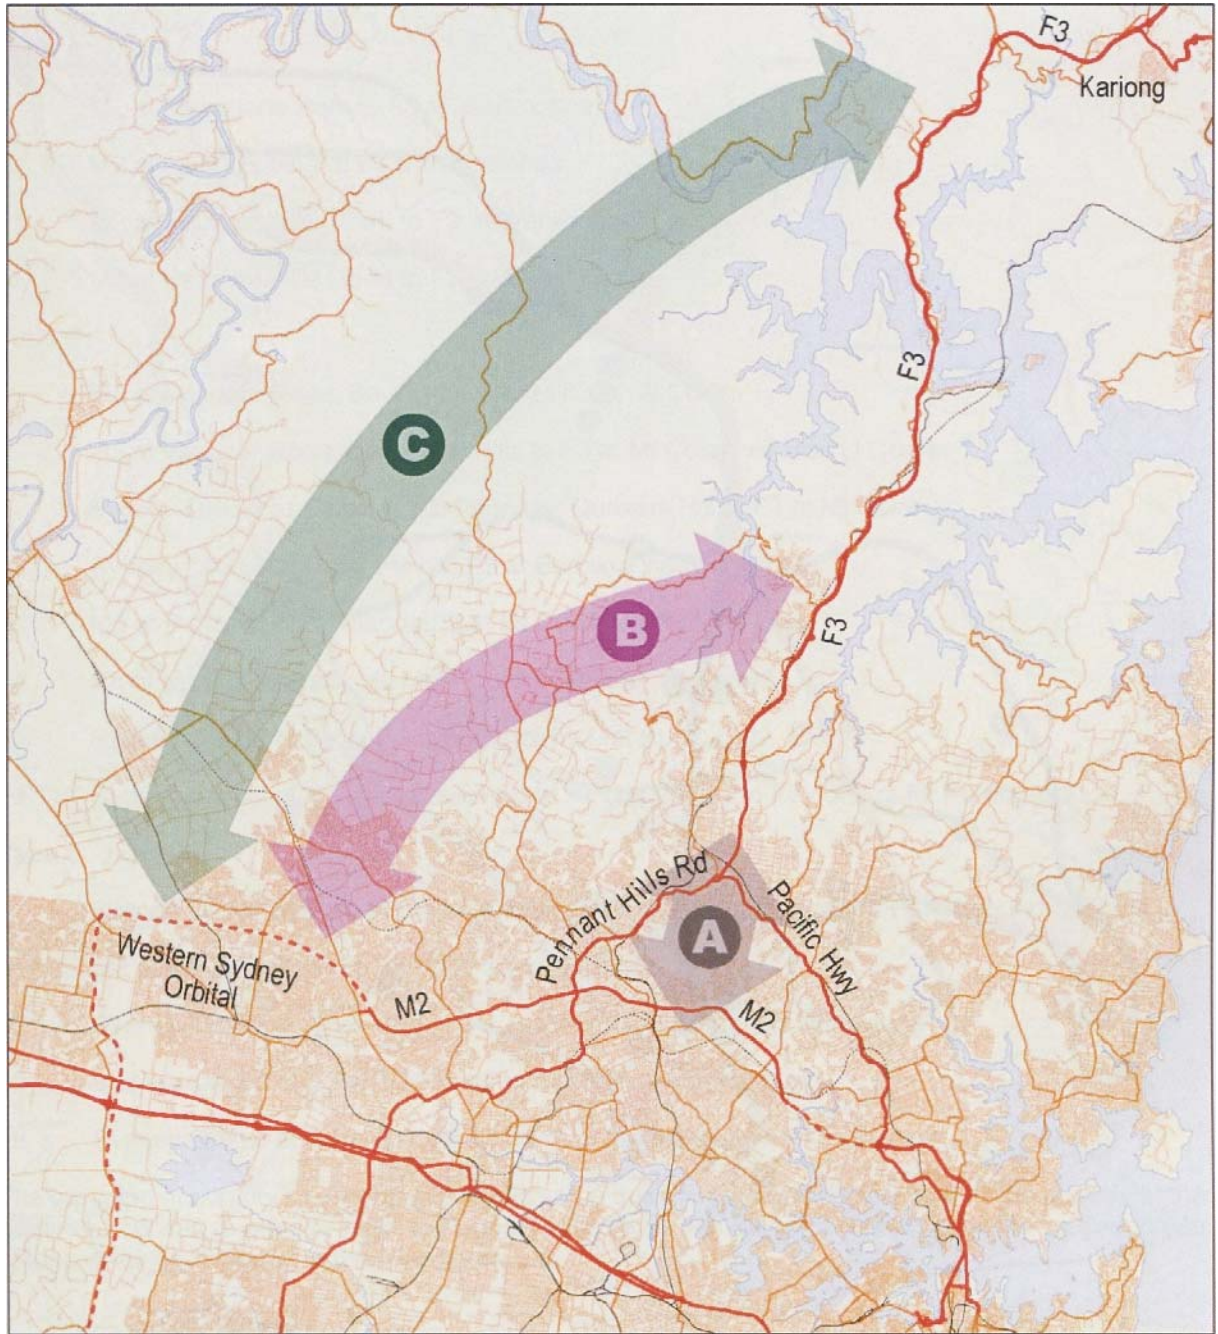 F3
Kariong
F3
C
B
F3
Pennant Hills Rd
Pacific Hwy
A
Western Sydney
Orbital
M2
M2